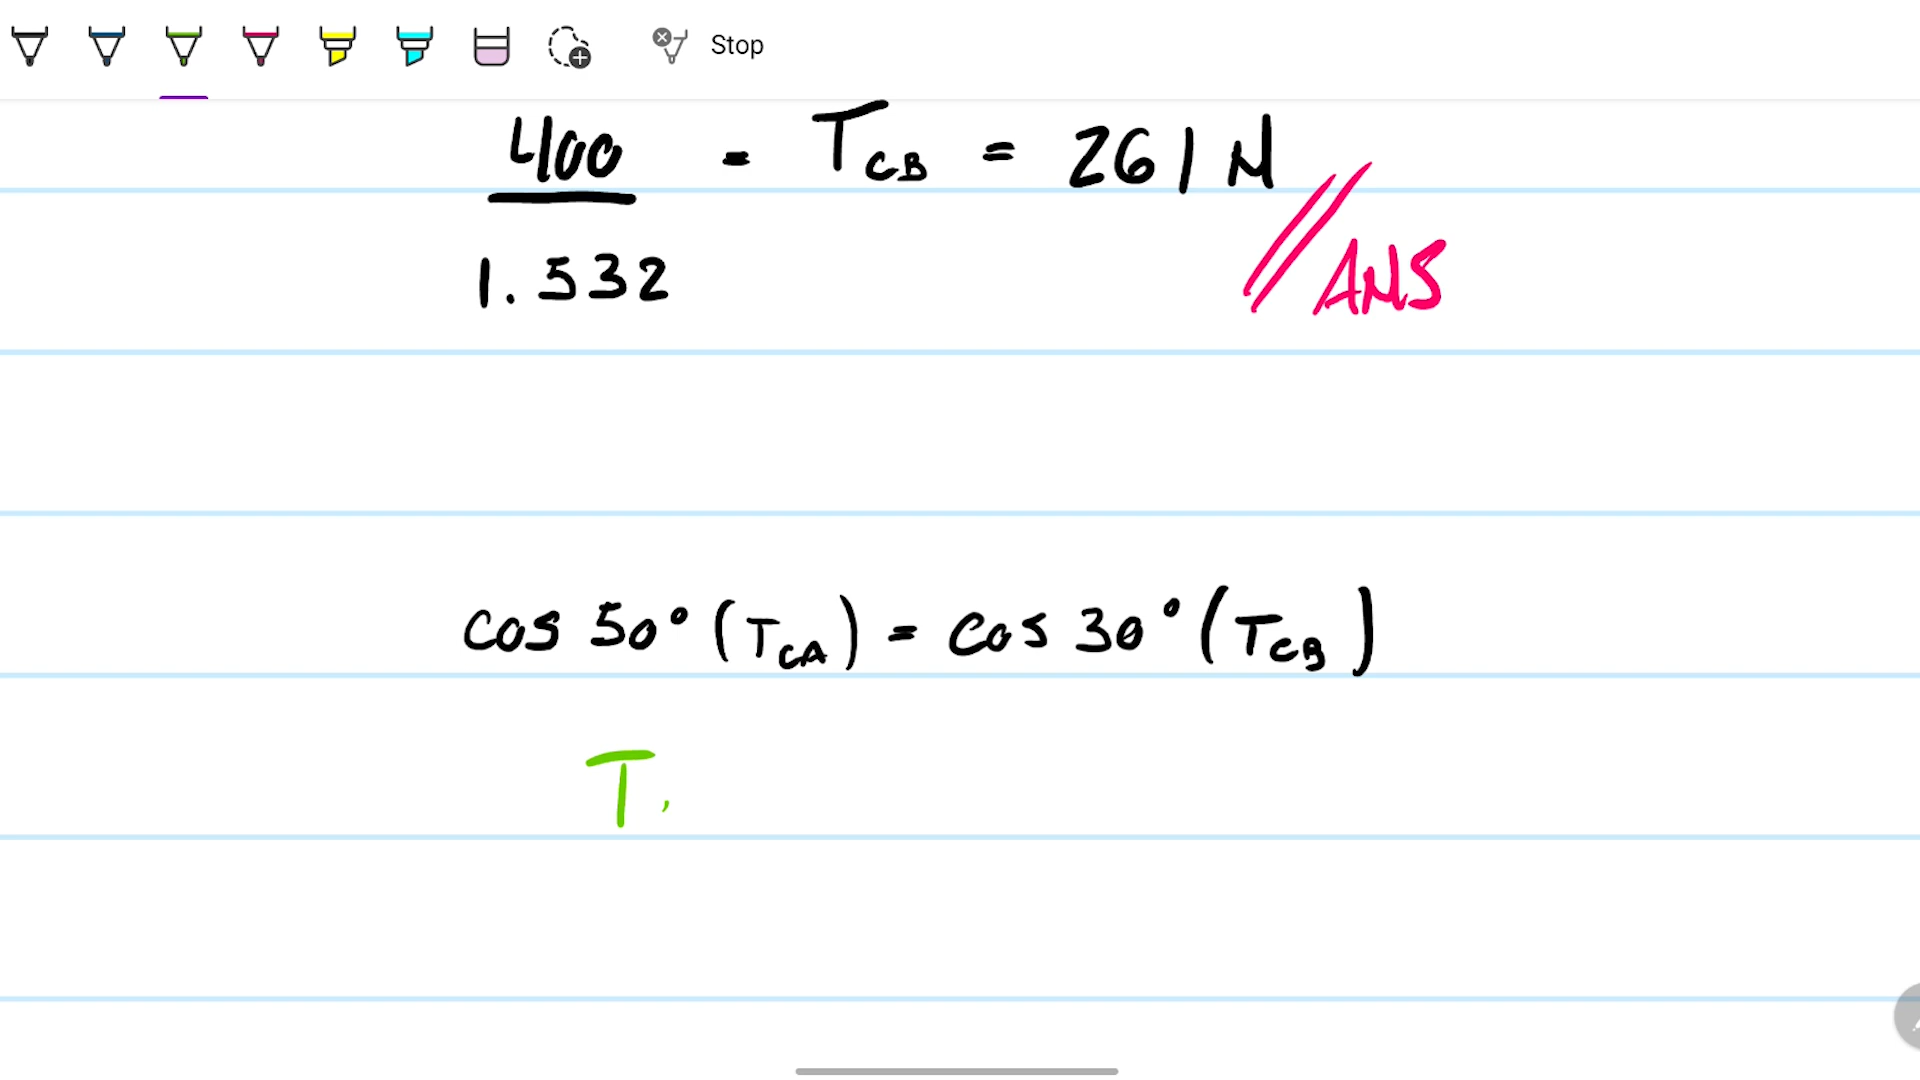 Stop
400 = T_CB = 261 N
1.532
// ANS
cos 50° (T_CA) = cos 30° (T_CB)
T